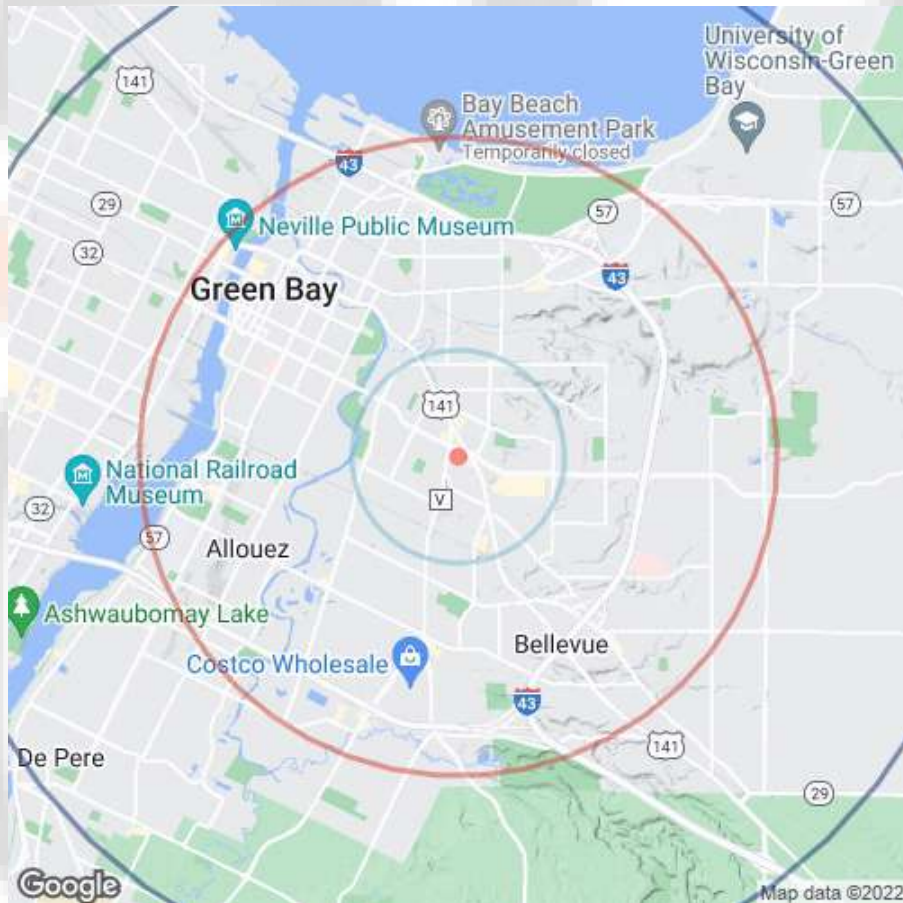 University of
Wisconsin-Green
Bay
141
Bay Beach
Amusement Park
Temporarily closed
43
29
57
57
Neville Public Museum
32
43
Green Bay
141
National Railroad
Museum
V
32
57
Allouez
Ashwaubomay Lake
Bellevue
Costco Wholesale
43
141
De Pere
29
Google
Map data ©2022